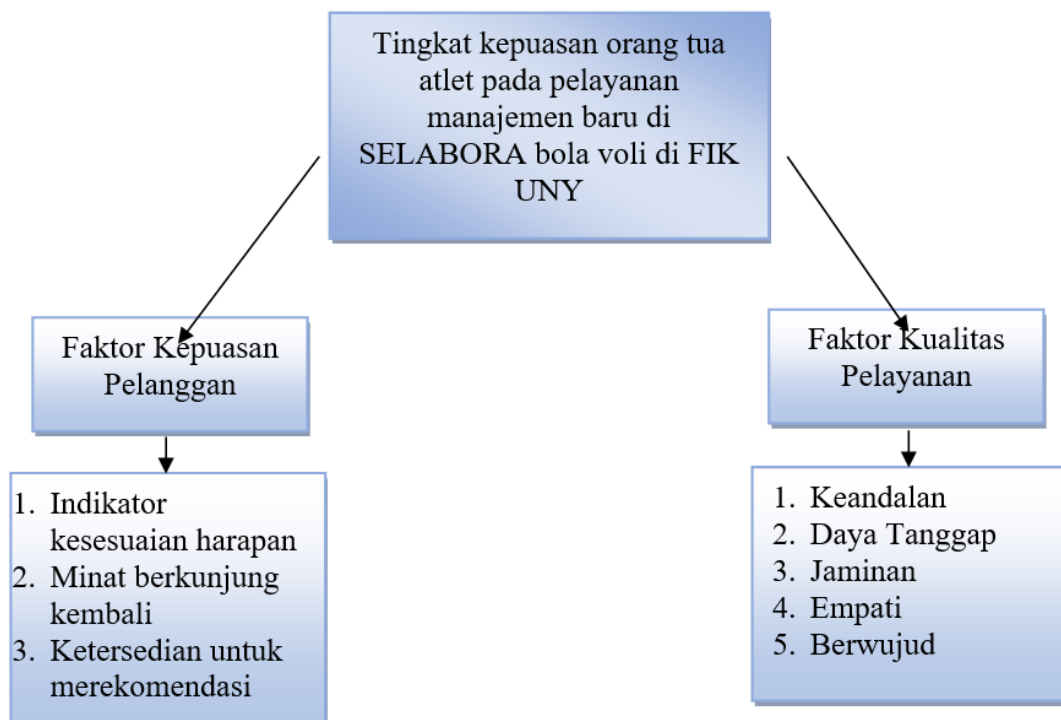 Tingkat kepuasan orang tua
atlet pada pelayanan
manajemen baru di
SELABORA bola voli di FIK
UNY
Faktor Kepuasan
Pelanggan
Faktor Kualitas
Pelayanan
1. Indikator
kesesuaian harapan
2. Minat berkunjung
kembali
3. Ketersedian untuk
merekomendasi
1. Keandalan
2. Daya Tanggap
3. Jaminan
4. Empati
5. Berwujud